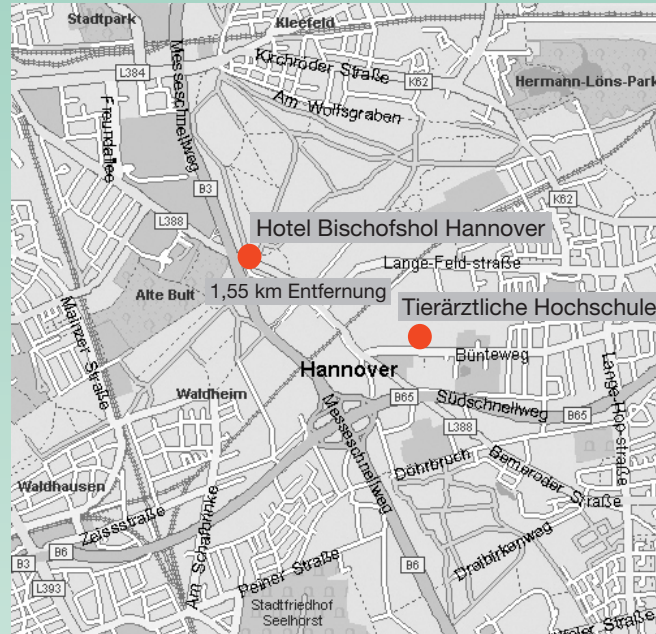 Stadtpark
Kleefeld
Messeschnellweg
Kirchröder Straße
L384
K62
Hermann-Löns-Park
Am Wolfsgraben
Freundallee
B3
K62
L388
Hotel Bischofshol Hannover
Lange-Feld-straße
1,55 km Entfernung
Alte Bult
Tierärztliche Hochschule
Mainzer Straße
Bünteweg
Hannover
Lange-Hop-straße
Waldheim
B65
Südschnellweg
B65
Messeschnellweg
L388
Döhrbruch
Bemeroder Straße
Waldhausen
Zeissstraße
Am Schafbrinke
Dreibirkenweg
B6
B3
Peiner Straße
B6
L393
Stadtfriedhof
Seelhorst